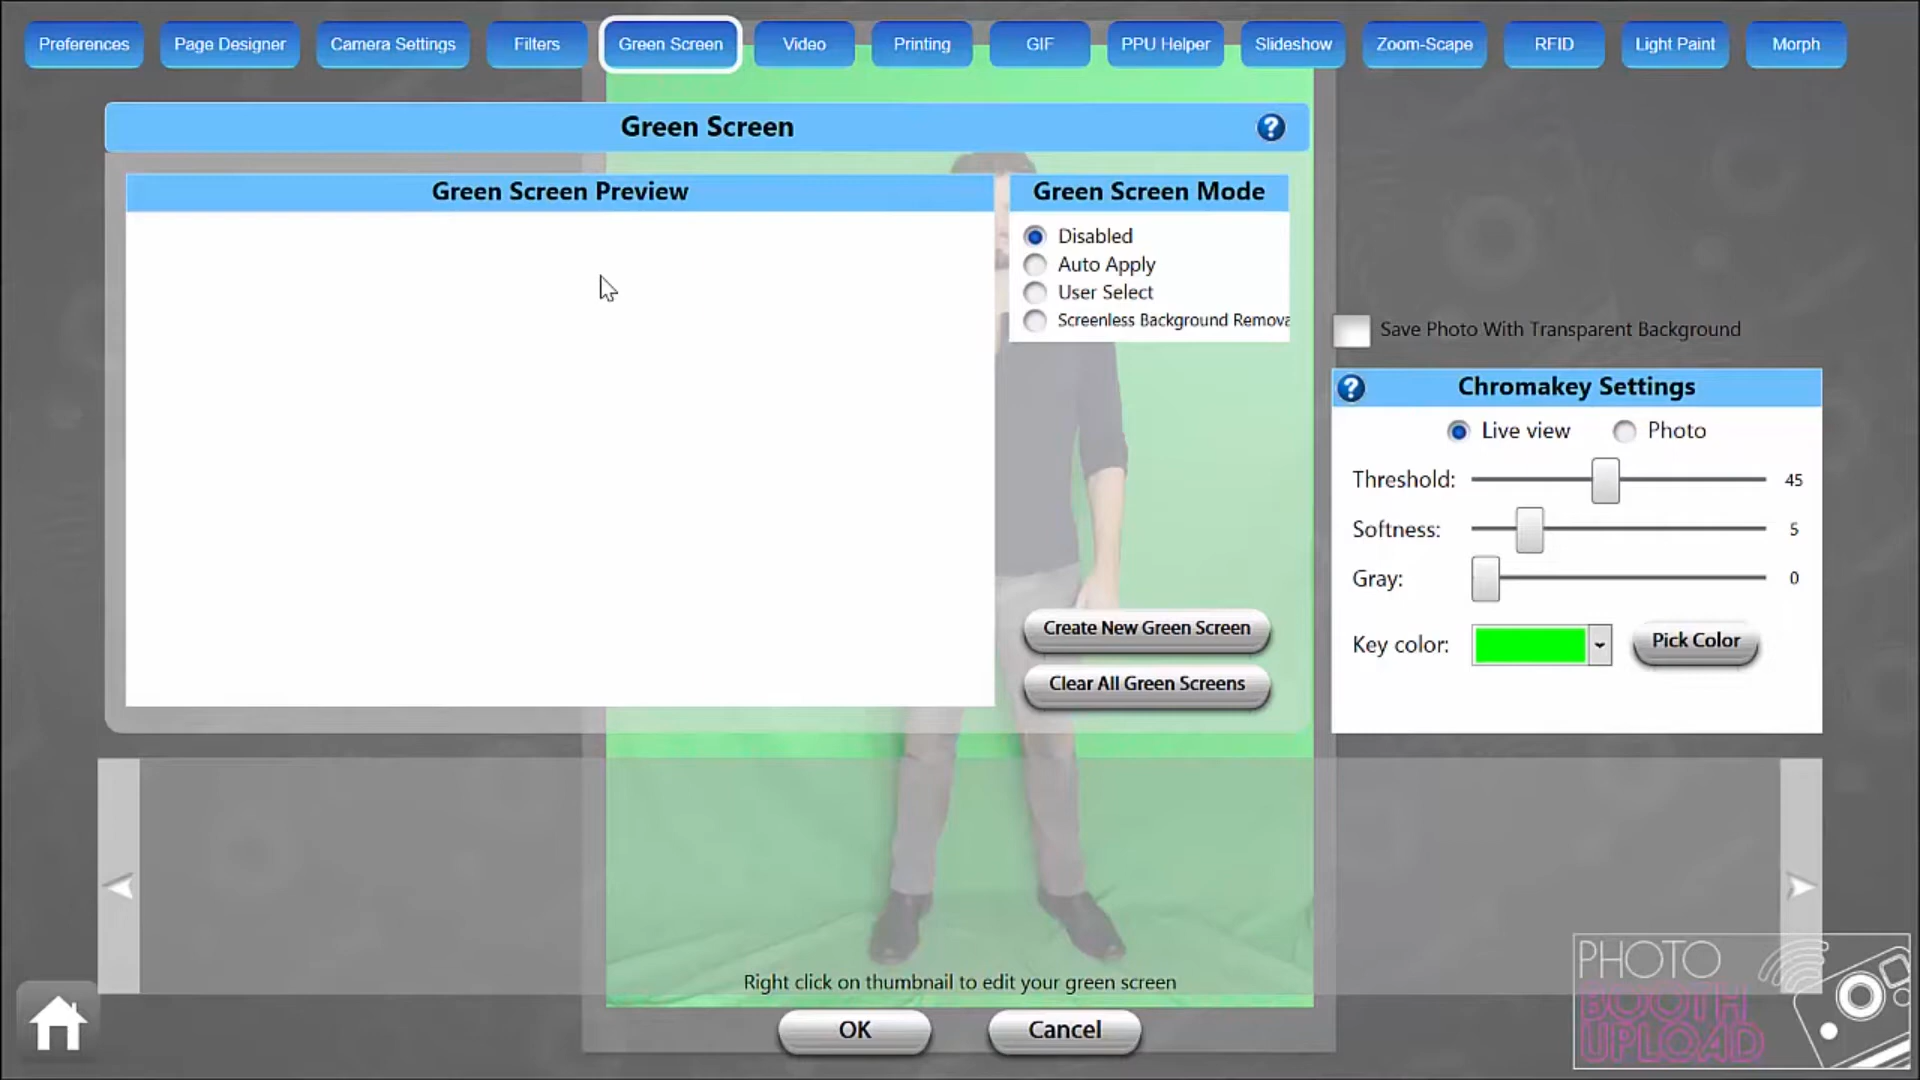 Preferences
Page Designer
Camera Settings
Filters
Green Screen
Video
Printing
GIF
PPU Helper
Slideshow
Zoom-Scape
RFID
Light Paint
Morph
Green Screen
?
Green Screen Preview
Green Screen Mode
Disabled
Auto Apply
User Select
Screenless Background Remova
Create New Green Screen
Clear All Green Screens
Save Photo With Transparent Background
?
Chromakey Settings
Live view
Photo
Threshold:
45
Softness:
5
Gray:
0
Key color:
Pick Color
Right click on thumbnail to edit your green screen
OK
Cancel
PHOTO
BOOTH
UPLOAD